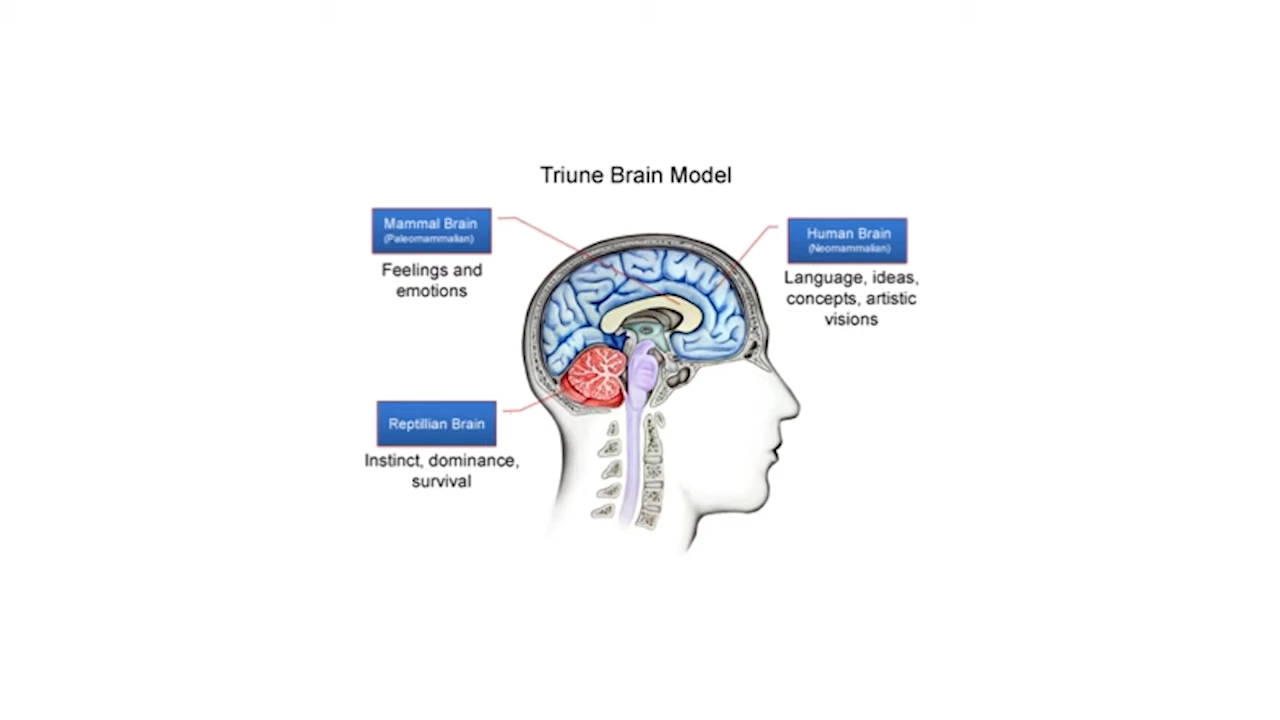 Triune Brain Model
Mammal Brain
(Paleomammalian)
Feelings and
emotions
Human Brain
(Neomammalian)
Language, ideas,
concepts, artistic
visions
Reptillian Brain
Instinct, dominance,
survival